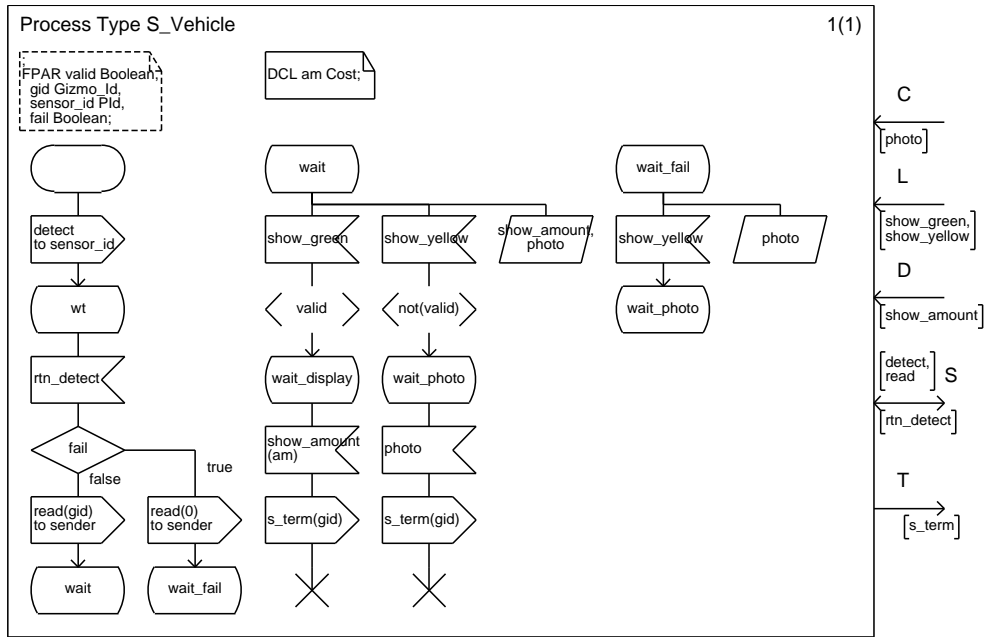 Process Type S_Vehicle
1(1)
;
FPAR valid Boolean,
gid Gizmo_Id,
sensor_id PId,
fail Boolean;
DCL am Cost;
detect
to sensor_id
wt
rtn_detect
fail
false
true
read(gid)
to sender
read(0)
to sender
wait
wait_fail
wait
show_green
show_yellow
show_amount,
photo
valid
not(valid)
wait_display
wait_photo
show_amount
(am)
photo
s_term(gid)
s_term(gid)
wait_fail
show_yellow
photo
wait_photo
C
[photo]
L
[show_green,
show_yellow]
D
[show_amount]
[detect,
read]
S
[rtn_detect]
T
[s_term]